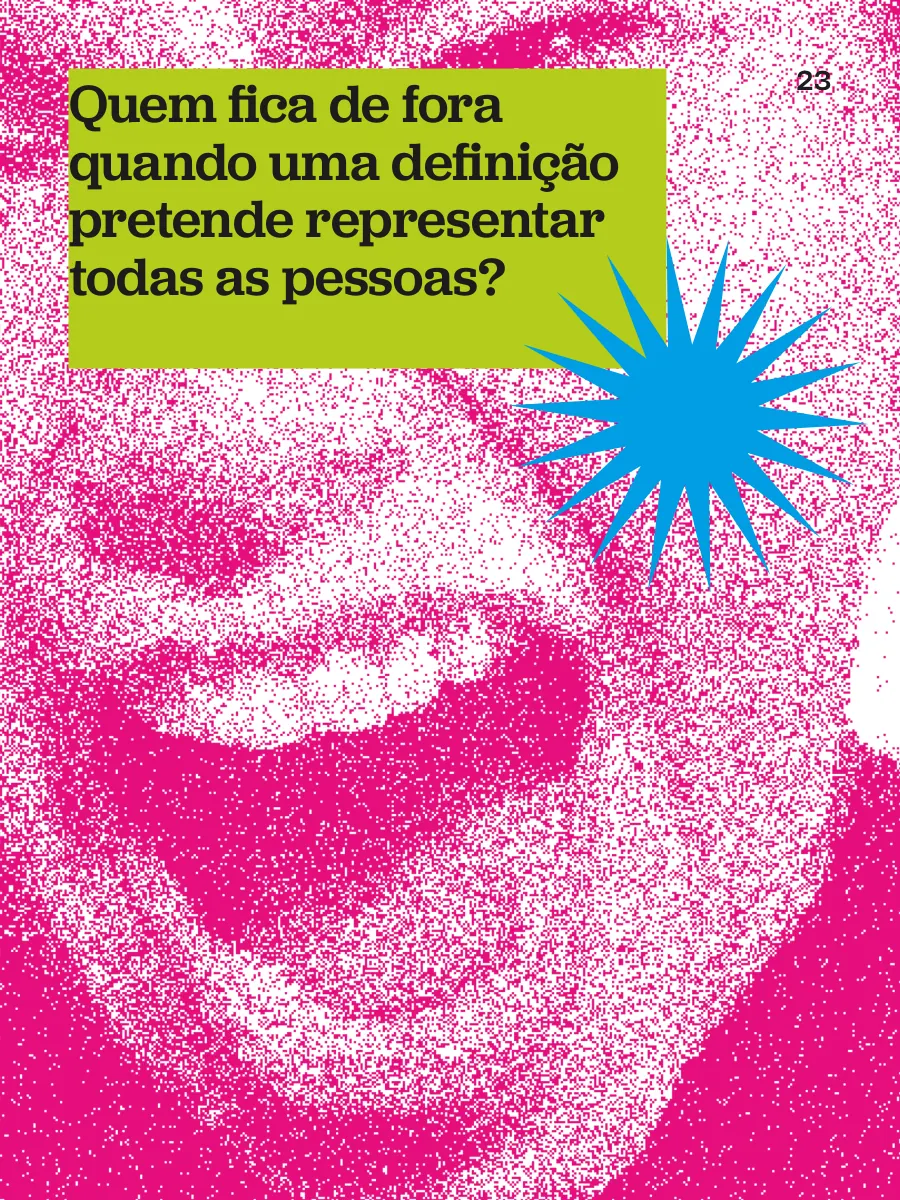 23
Quem fica de fora
quando uma definição
pretende representar
todas as pessoas?